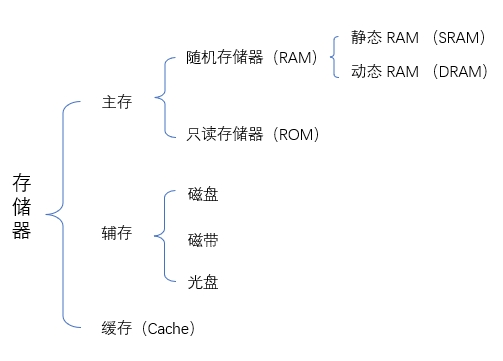 存储器
主存
随机存储器（RAM）
静态 RAM （SRAM）
动态 RAM （DRAM）
只读存储器（ROM）
辅存
磁盘
磁带
光盘
缓存（Cache）